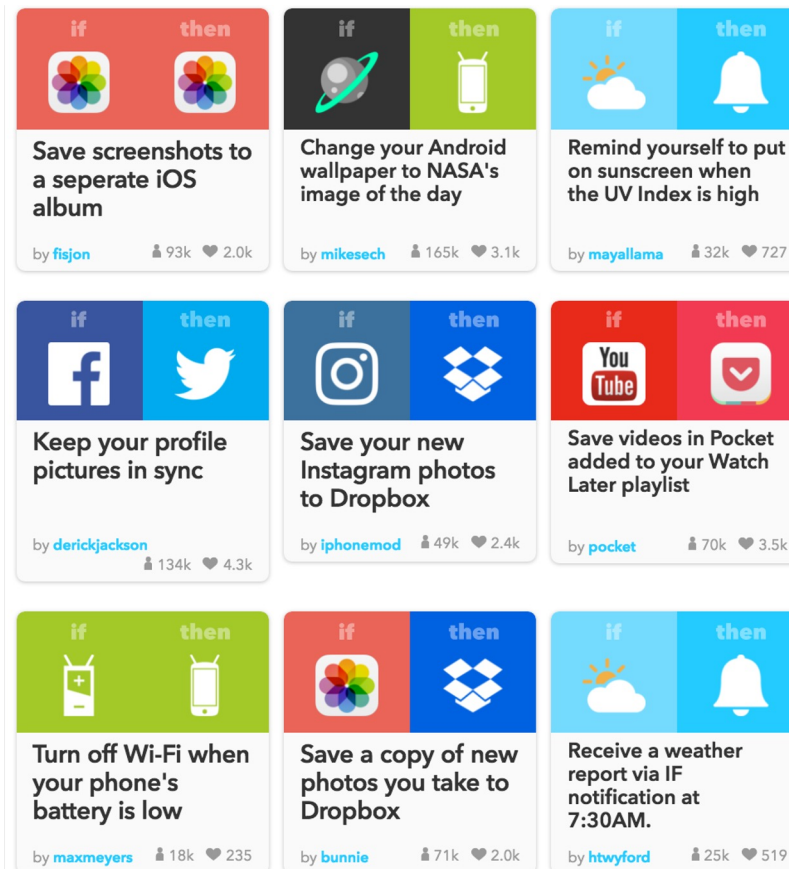 if then
Save screenshots to
a seperate iOS
album
by fisjon 93k 2.0k
if then
Change your Android
wallpaper to NASA's
image of the day
by mikesech 165k 3.1k
if then
Remind yourself to put
on sunscreen when
the UV Index is high
by mayallama 32k 727
if then
Keep your profile
pictures in sync
by derickjackson
134k 4.3k
if then
Save your new
Instagram photos
to Dropbox
by iphonemod 49k 2.4k
if then
You
Tube
Save videos in Pocket
added to your Watch
Later playlist
by pocket 70k 3.5k
if then
Turn off Wi-Fi when
your phone's
battery is low
by maxmeyers 18k 235
if then
Save a copy of new
photos you take to
Dropbox
by bunnie 71k 2.0k
if then
Receive a weather
report via IF
notification at
7:30AM.
by htwyford 25k 519